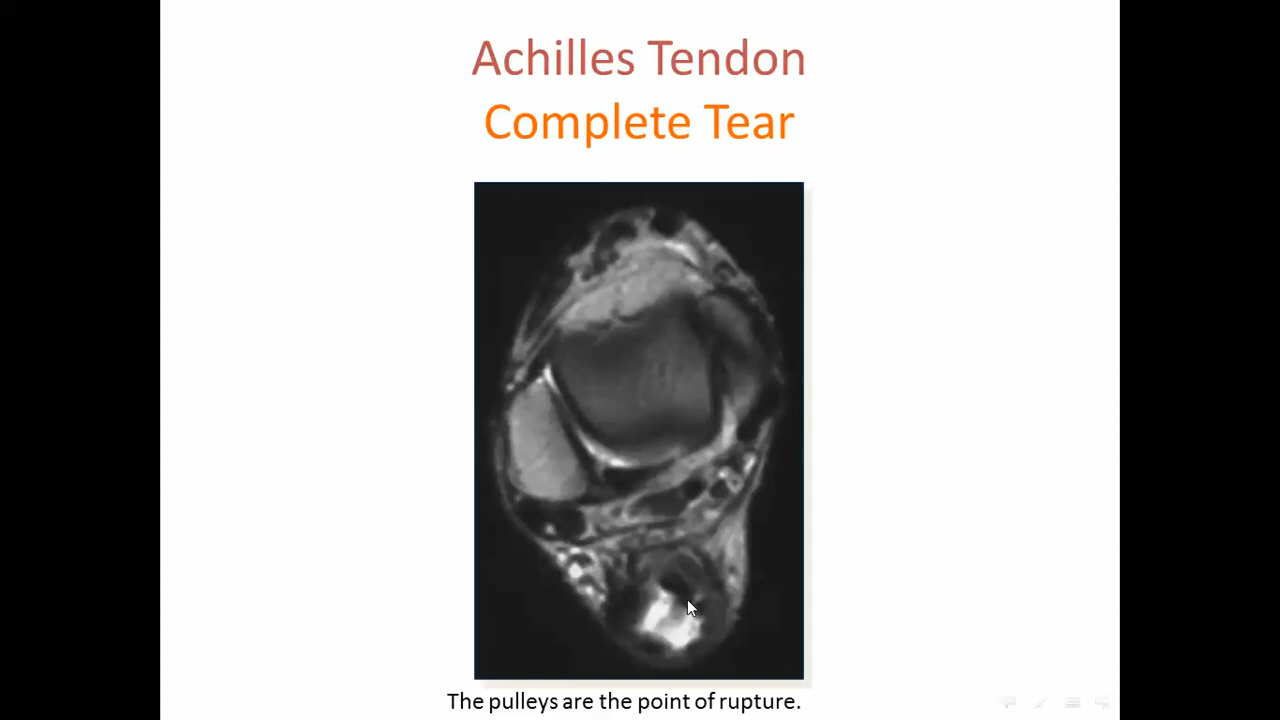 Achilles Tendon
Complete Tear
The pulleys are the point of rupture.